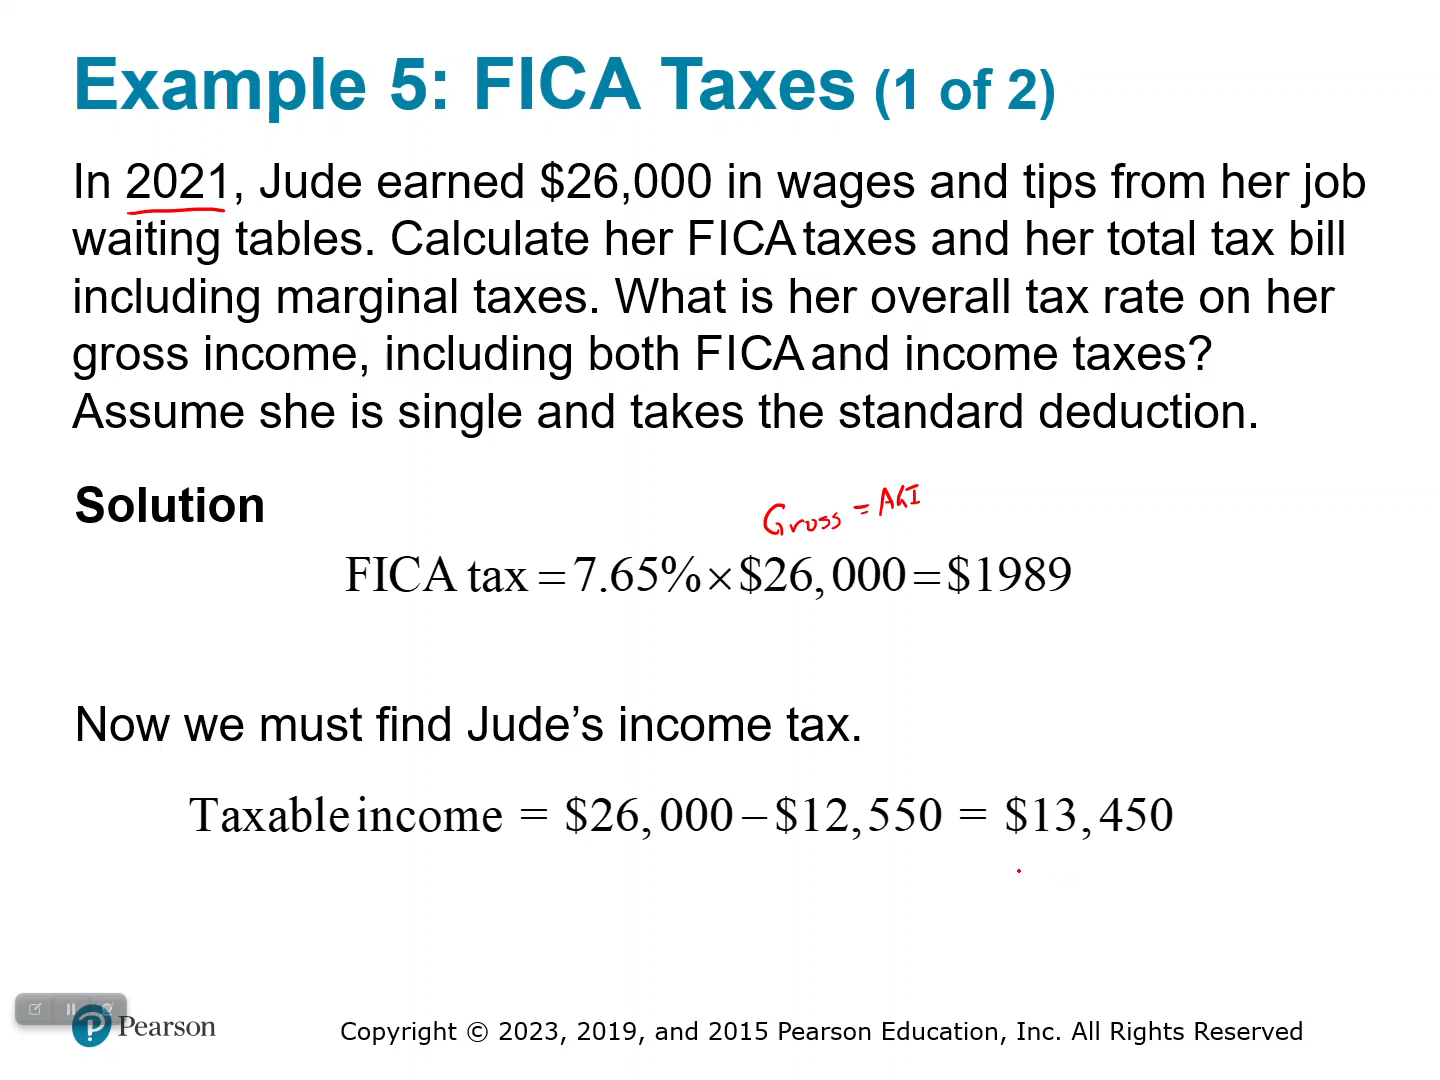 Example 5: FICA Taxes (1 of 2)
In 2021, Jude earned $26,000 in wages and tips from her job
waiting tables. Calculate her FICA taxes and her total tax bill
including marginal taxes. What is her overall tax rate on her
gross income, including both FICA and income taxes?
Assume she is single and takes the standard deduction.
Solution
Gross = AGI
FICA tax = 7.65% × $26,000 = $1989
Now we must find Jude’s income tax.
Taxable income = $26,000 – $12,550 = $13,450
Pearson
Copyright © 2023, 2019, and 2015 Pearson Education, Inc. All Rights Reserved